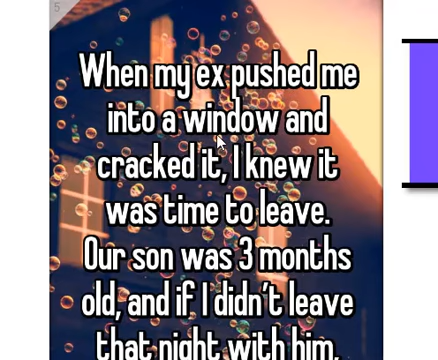 5
When my ex pushed me
into a window and
cracked it, I knew it
was time to leave.
Our son was 3 months
old, and if I didn't leave
that night with him,